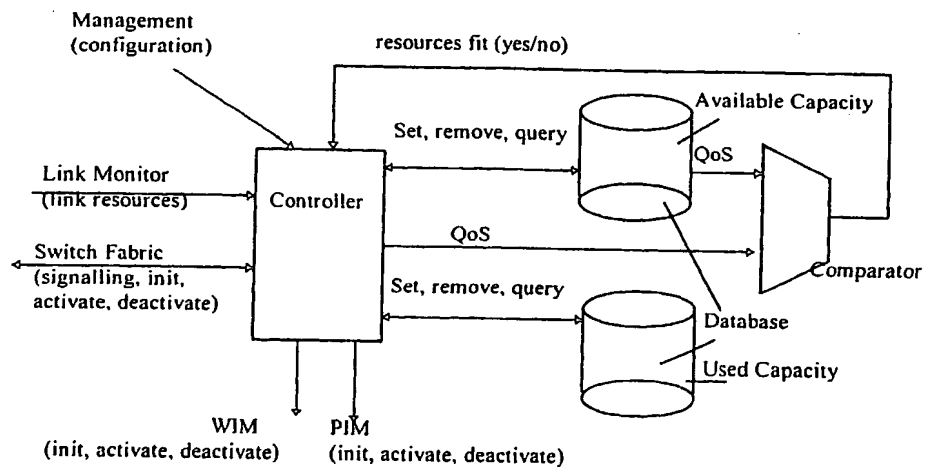 Management
(configuration)
resources fit (yes/no)
Available Capacity
Set, remove, query
QoS
Link Monitor
(link resources)
Controller
QoS
Switch Fabric
(signalling, init,
activate, deactivate)
Comparator
Set, remove, query
Database
Used Capacity
WIM
(init, activate, deactivate)
PIM
(init, activate, deactivate)